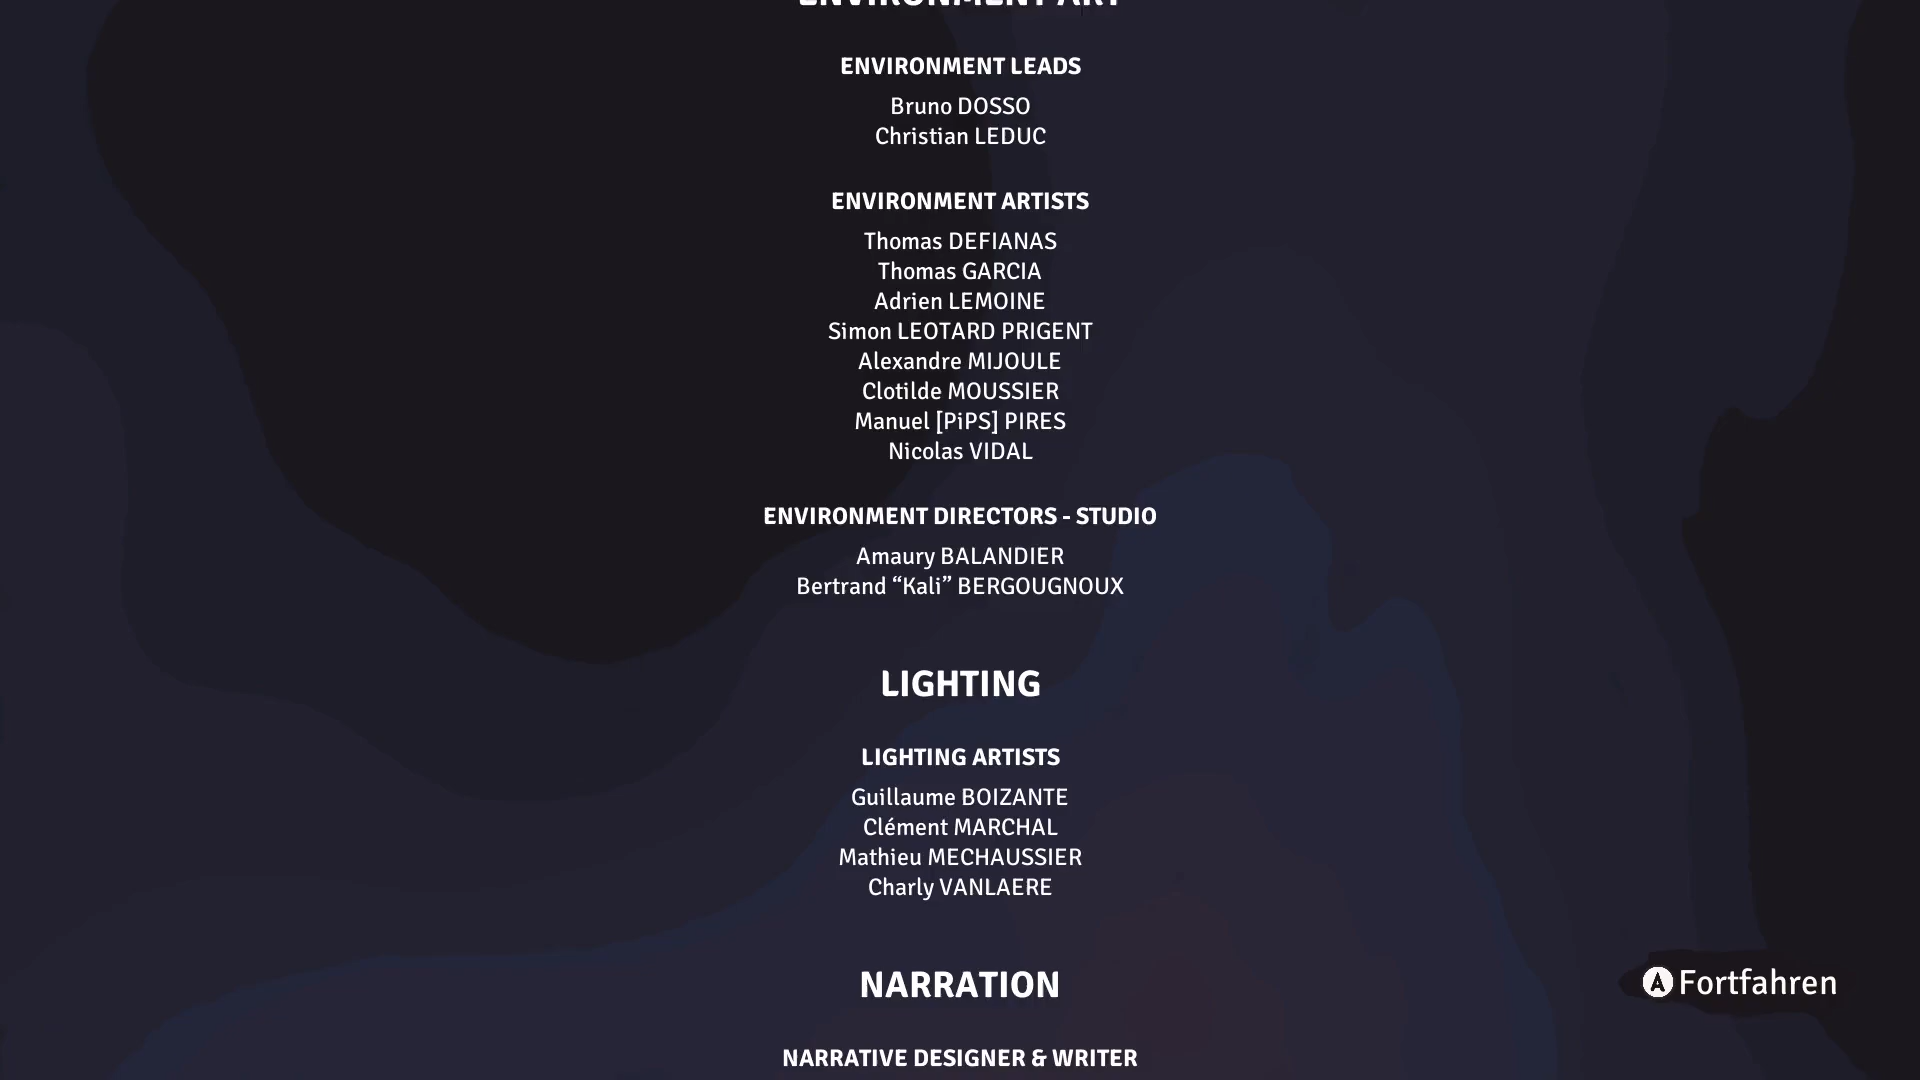 ENVIRONMENT ART
ENVIRONMENT LEADS
Bruno DOSSO
Christian LEDUC
ENVIRONMENT ARTISTS
Thomas DEFIANAS
Thomas GARCIA
Adrien LEMOINE
Simon LEOTARD PRIGENT
Alexandre MIJOULE
Clotilde MOUSSIER
Manuel [PiPS] PIRES
Nicolas VIDAL
ENVIRONMENT DIRECTORS - STUDIO
Amaury BALANDIER
Bertrand “Kali” BERGOUGNOUX
LIGHTING
LIGHTING ARTISTS
Guillaume BOIZANTE
Clément MARCHAL
Mathieu MECHAUSSIER
Charly VANLAERE
NARRATION
A Fortfahren
NARRATIVE DESIGNER & WRITER